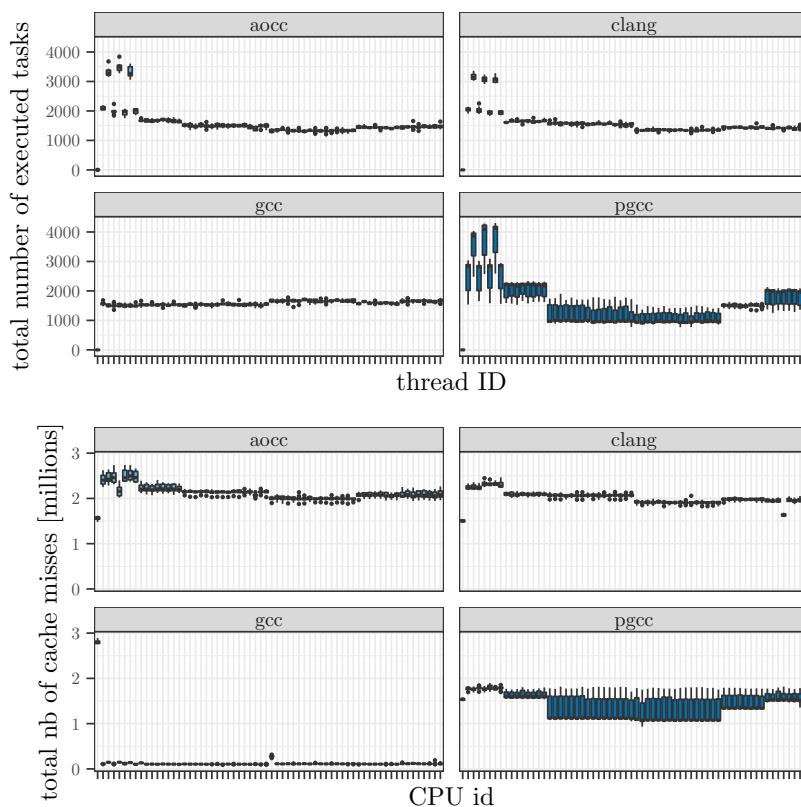 total number of executed tasks
aocc
clang
4000
3000
2000
1000
0
gcc
pgcc
4000
3000
2000
1000
0
thread ID
total nb of cache misses [millions]
aocc
clang
3
2
1
0
gcc
pgcc
3
2
1
0
CPU id